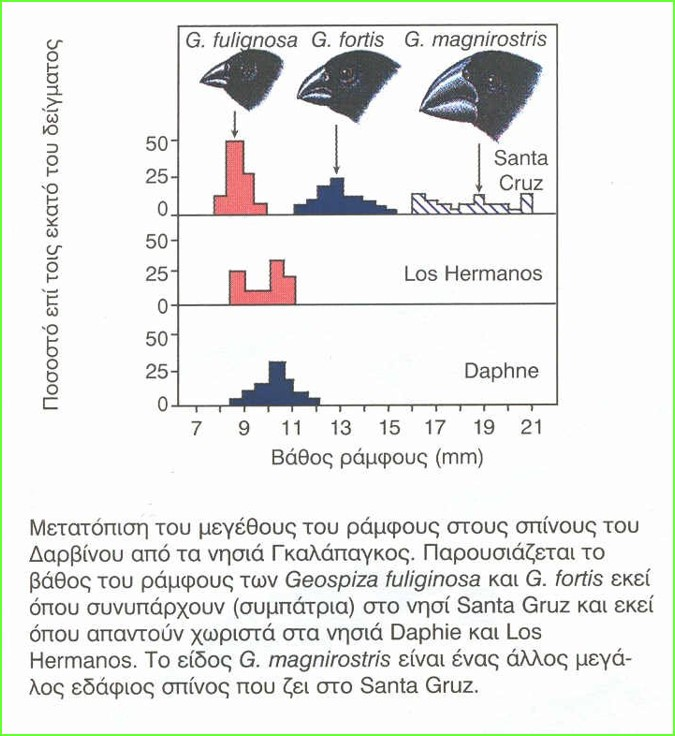 G. fulignosa G. fortis G. magnirostris
Ποσοστό επί τοις εκατό του δείγματος
50
25
0
Santa
Cruz
50
25
0
Los Hermanos
50
25
0
Daphne
7 9 11 13 15 17 19 21
Βάθος ράμφους (mm)
Μετατόπιση του μεγέθους του ράμφους στους σπίνους του
Δαρβίνου από τα νησιά Γκαλάπαγκος. Παρουσιάζεται το
βάθος του ράμφους των Geospiza fuliginosa και G. fortis εκεί
όπου συνυπάρχουν (συμπάτρια) στο νησί Santa Gruz και εκεί
όπου απαντούν χωριστά στα νησιά Daphie και Los
Hermanos. Το είδος G. magnirostris είναι ένας άλλος μεγά-
λος εδάφιος σπίνος που ζει στο Santa Gruz.